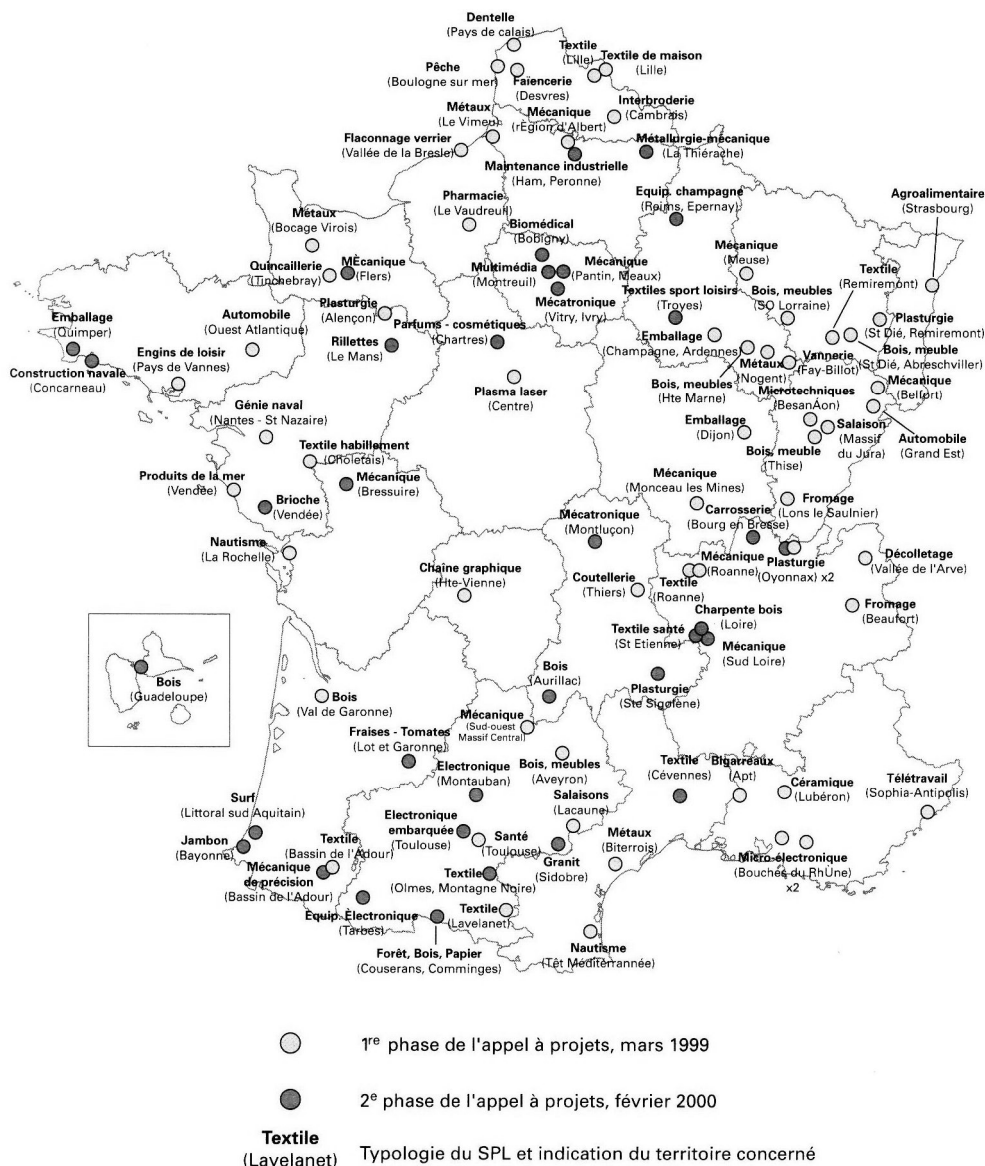 Dentelle
(Pays de calais)
Textile
(Lille)
Textile de maison
(Lille)
Pêche
(Boulogne sur mer)
Faïencerie
(Desvres)
Interbroderie
(Cambrais)
Métaux
(Le Vimeu)
Mécanique
(rEgion d'Albert)
Flaconnage verrier
(Vallée de la Bresle)
Métallurgie-mécanique
(La Thiérache)
Maintenance industrielle
(Ham, Peronne)
Pharmacie
(Le Vaudreuil)
Equip. champagne
(Reims, Epernay)
Agroalimentaire
(Strasbourg)
Métaux
(Bocage Virois)
Biomédical
(Bobigny)
Mécanique
(Meuse)
Textile
(Remiremont)
Quincaillerie
(Tinchebray)
MÈcanique
(Flers)
Multimédia
(Montreuil)
Mécanique
(Pantin, Meaux)
Mécatronique
(Vitry, Ivry)
Textiles sport loisirs
(Troyes)
Bois, meubles
(SO Lorraine)
Plasturgie
(Alençon)
Parfums - cosmétiques
(Chartres)
Plasturgie
(St Dié, Remiremont)
Emballage
(Quimper)
Automobile
(Ouest Atlantique)
Rillettes
(Le Mans)
Emballage
(Champagne, Ardennes)
Vannerie
(Fay-Billot)
Bois, meuble
(St Dié, Abreschviller)
Construction navale
(Concarneau)
Engins de loisir
(Pays de Vannes)
Métaux
(Nogent)
Bois, meubles
(Hte Marne)
Mécanique
(Belfort)
Plasma laser
(Centre)
Microtechniques
(BesanÁon)
Génie naval
(Nantes - St Nazaire)
Emballage
(Dijon)
Salaison
(Massif
du Jura)
Automobile
(Grand Est)
Textile habillement
(Choletais)
Bois, meuble
(Thise)
Produits de la mer
(Vendée)
Mécanique
(Bressuire)
Mécanique
(Monceau les Mines)
Brioche
(Vendée)
Fromage
(Lons le Saulnier)
Carrosserie
(Bourg en Bresse)
Mécatronique
(Montluçon)
Nautisme
(La Rochelle)
Décolletage
(Vallée de l'Arve)
Chaîne graphique
(Hte-Vienne)
Mécanique
(Roanne)
Plasturgie
(Oyonnax) x2
Coutellerie
(Thiers)
Textile
(Roanne)
Fromage
(Beaufort)
Charpente bois
(Loire)
Textile santé
(St Etienne)
Mécanique
(Sud Loire)
Bois
(Guadeloupe)
Bois
(Aurillac)
Plasturgie
(Ste Sigolène)
Bois
(Val de Garonne)
Mécanique
(Sud-ouest
Massif Central)
Fraises - Tomates
(Lot et Garonne)
Bois, meubles
(Aveyron)
Textile
(Cévennes)
Bigarreaux
(Apt)
Electronique
(Montauban)
Céramique
(Lubéron)
Télétravail
(Sophia-Antipolis)
Surf
(Littoral sud Aquitain)
Salaisons
(Lacaune)
Electronique
embarquée
(Toulouse)
Santé
(Toulouse)
Métaux
(Biterrois)
Jambon
(Bayonne)
Textile
(Bassin de l'Adour)
Micro-électronique
(Bouches du RhÙne)
x2
Mécanique
de précision
(Bassin de l'Adour)
Granit
(Sidobre)
Textile
(Olmes, Montagne Noire)
Equip. Èlectronique
(Tarbes)
Textile
(Lavelanet)
Forêt, Bois, Papier
(Couserans, Comminges)
Nautisme
(Têt Méditerrannée)
1re phase de l'appel à projets, mars 1999
2e phase de l'appel à projets, février 2000
Textile
(Lavelanet)
Typologie du SPL et indication du territoire concerné